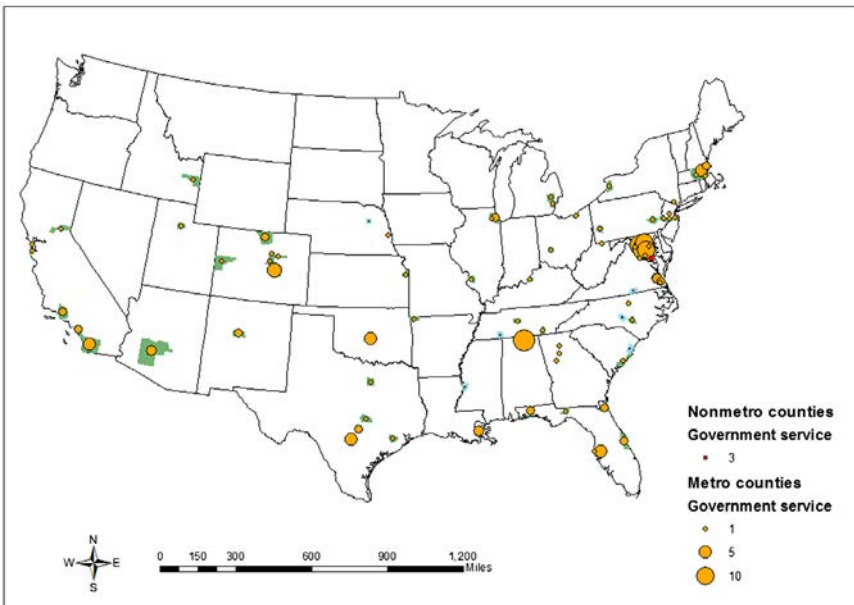 Nonmetro counties
Government service
3
Metro counties
Government service
1
5
10
N
W E
S
0 150 300 600 900 1,200
Miles